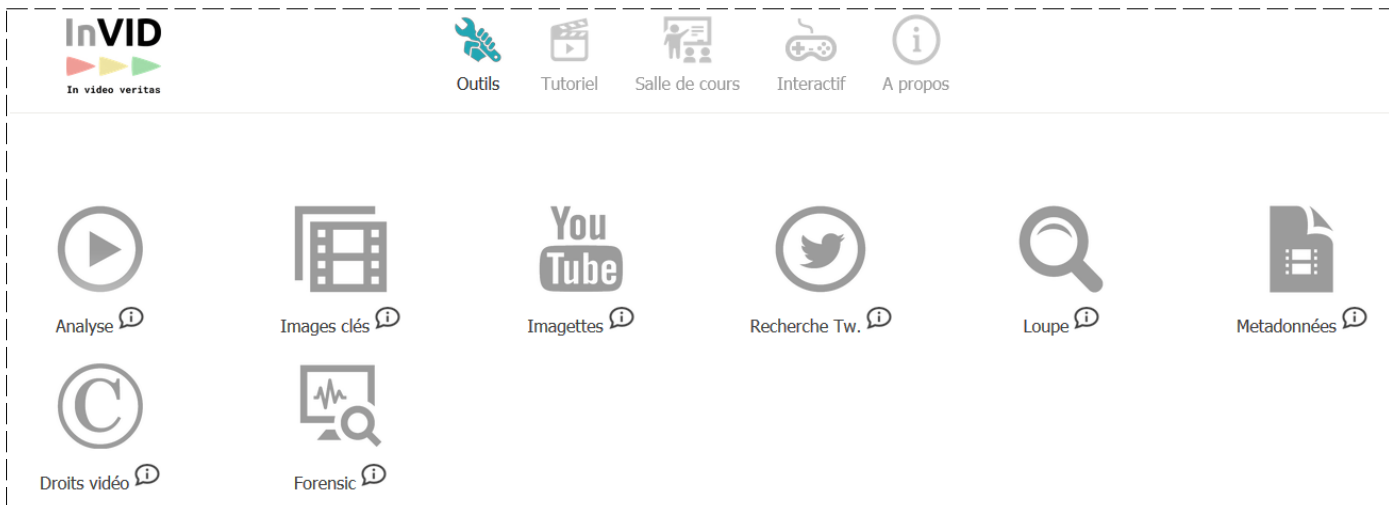 InVID
In video veritas
Outils
Tutoriel
Salle de cours
Interactif
A propos
You
Tube
Analyse
Images clés
Imagettes
Recherche Tw.
Loupe
Metadonnées
C
Droits vidéo
Forensic